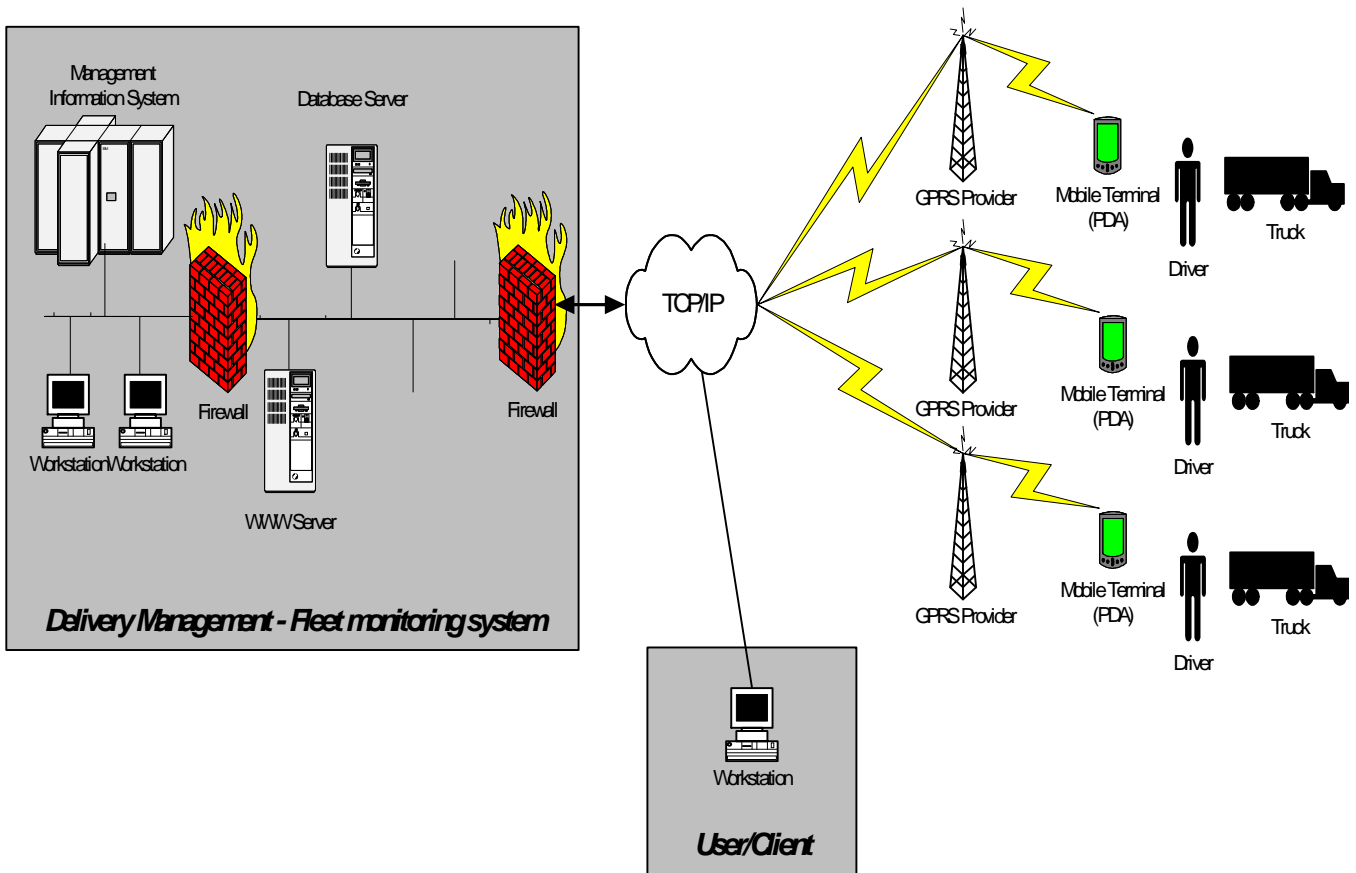 Management
Information System
Database Server
Firewall
Firewall
Workstation
Workstation
WWW Server
Delivery Management - Fleet monitoring system
TCP/IP
GPRS Provider
Mobile Terminal
(PDA)
Driver
Truck
GPRS Provider
Mobile Terminal
(PDA)
Driver
Truck
GPRS Provider
Mobile Terminal
(PDA)
Driver
Truck
Workstation
User/Client